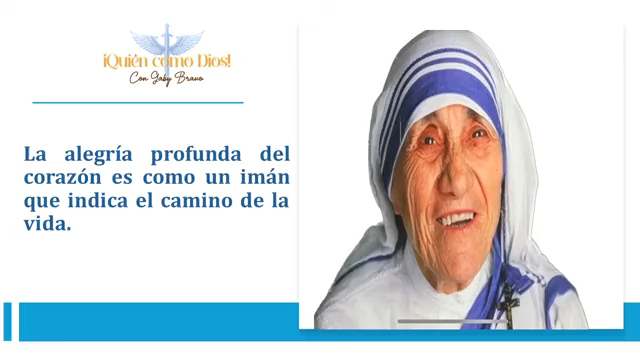 ¡Quién como Dios!
Con Gaby Bravo
La alegría profunda del
corazón es como un imán
que indica el camino de la
vida.